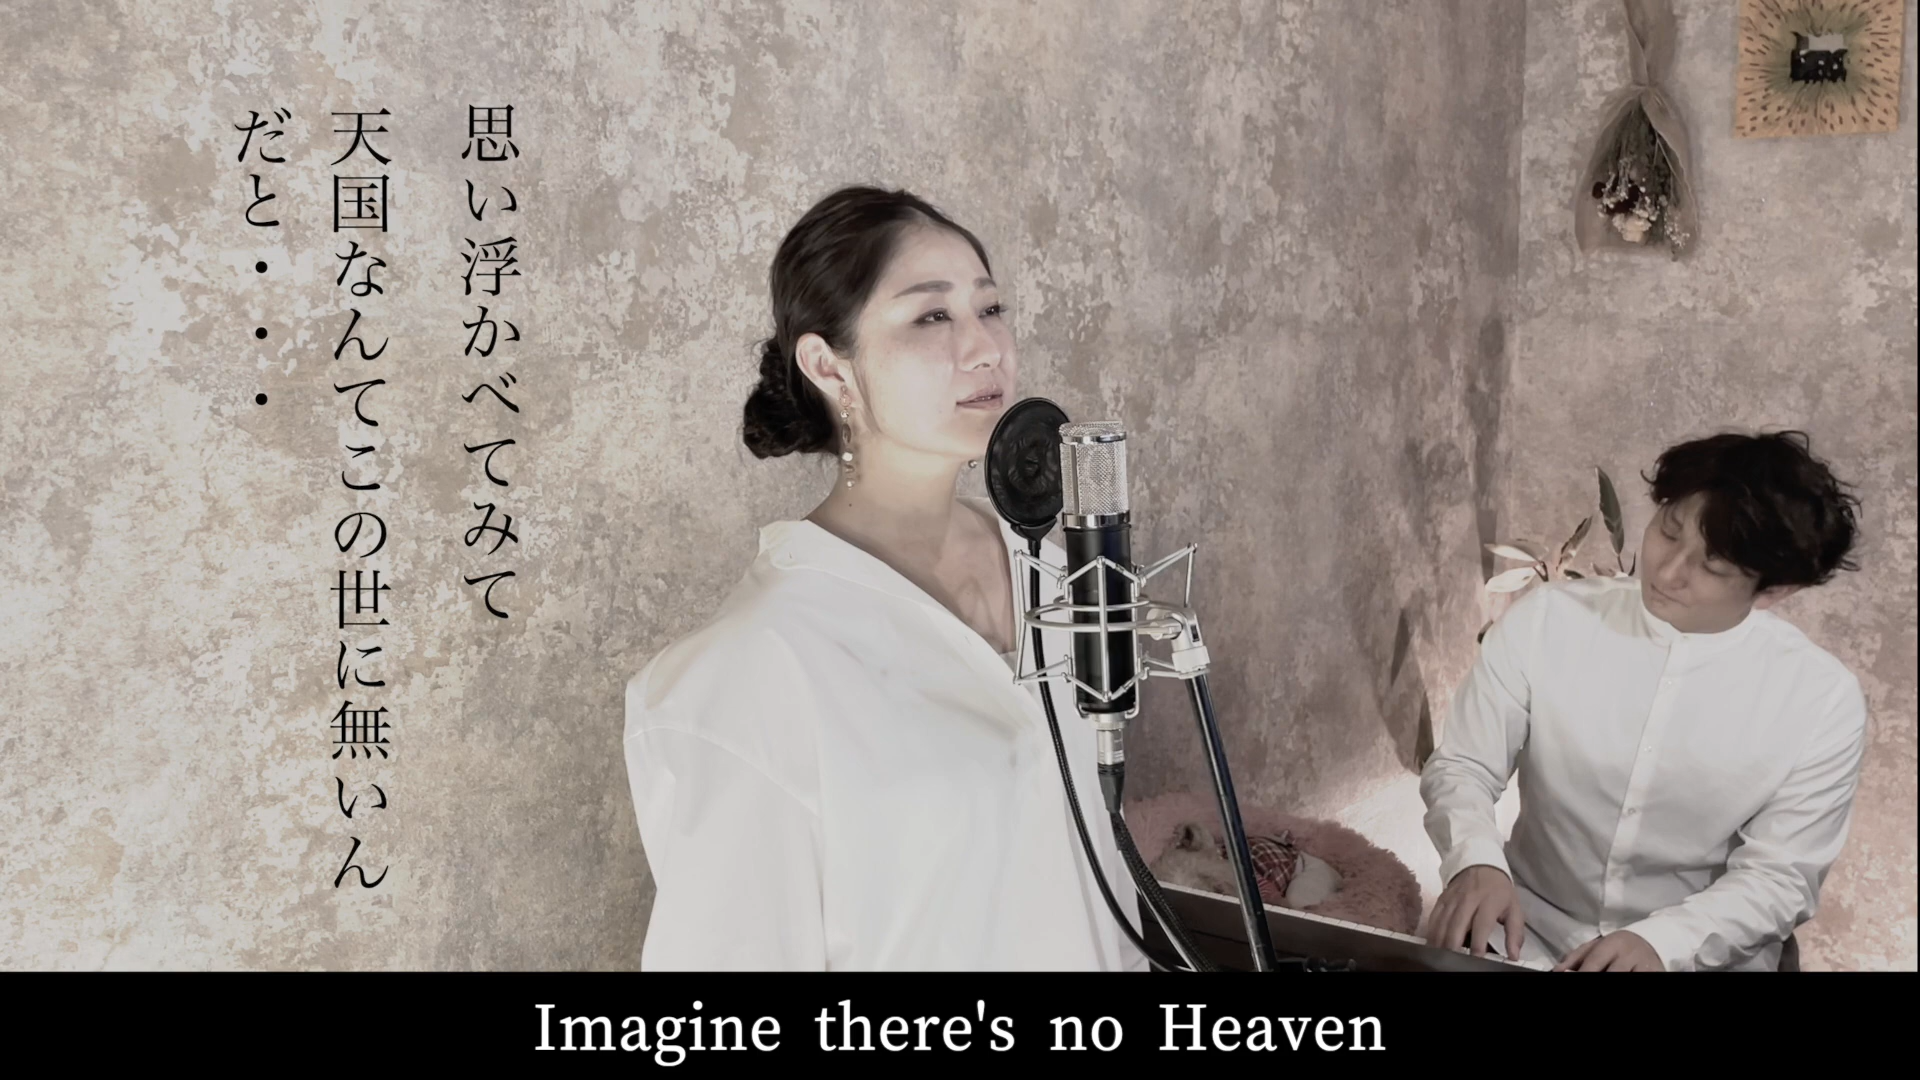 思い浮かべてみて
天国なんてこの世に無いん
だと・・・
Imagine there's no Heaven